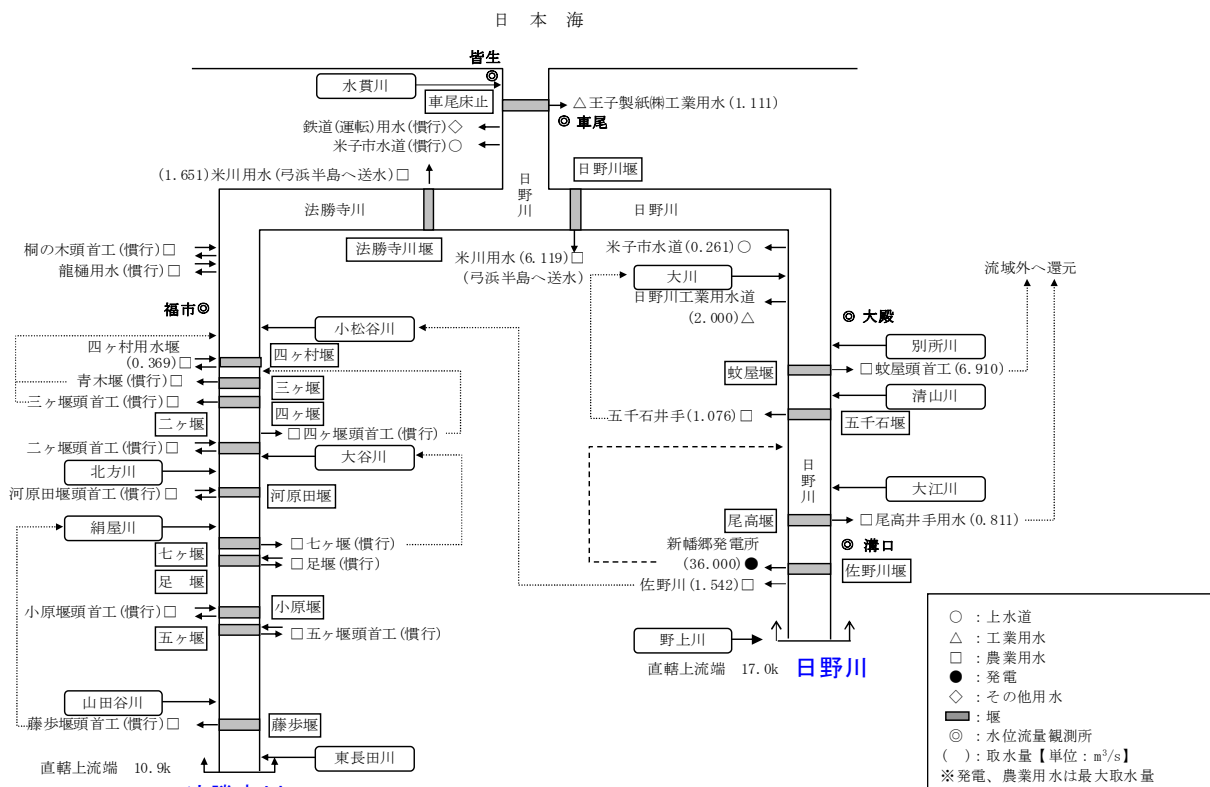 日 本 海
皆生
水貫川
車尾床止
△王子製紙㈱工業用水(1.111)
車尾
鉄道(運転)用水(慣行)◇
米子市水道(慣行)○
(1.651)米川用水(弓浜半島へ送水)□
日野川堰
日野川
法勝寺川
日野川
法勝寺川堰
米川用水(6.119)□
(弓浜半島へ送水)
米子市水道(0.261)○
大川
日野川工業用水道
(2.000)△
流域外へ還元
桐の木頭首工(慣行)□
龍樋用水(慣行)□
福市◎
小松谷川
◎ 大殿
別所川
四ヶ村用水堰
(0.369)□
四ヶ村堰
青木堰(慣行)□
三ヶ堰
三ヶ堰頭首工(慣行)□
四ヶ堰
二ヶ堰
□四ヶ堰頭首工(慣行)
二ヶ堰頭首工(慣行)□
大谷川
北方川
河原田堰頭首工(慣行)□
河原田堰
絹屋川
七ヶ堰
□七ヶ堰(慣行)
足 堰
□足堰(慣行)
小原堰頭首工(慣行)□
小原堰
五ヶ堰
□五ヶ堰頭首工(慣行)
山田谷川
藤歩堰頭首工(慣行)□
藤歩堰
東長田川
直轄上流端 10.9k
蚊屋堰
□蚊屋頭首工(6.910)
清山川
五千石井手(1.076)□
五千石堰
日野川
大江川
尾高堰
□尾高井手用水(0.811)
新幡郷発電所
(36.000)●
◎ 溝口
佐野川堰
佐野川(1.542)□
野上川
直轄上流端 17.0k
日野川
○ ：上水道
△ ：工業用水
□ ：農業用水
● ：発電
◇ ：その他用水
：堰
◎ ：水位流量観測所
( ) ：取水量【単位：m³/s】
※発電、農業用水は最大取水量